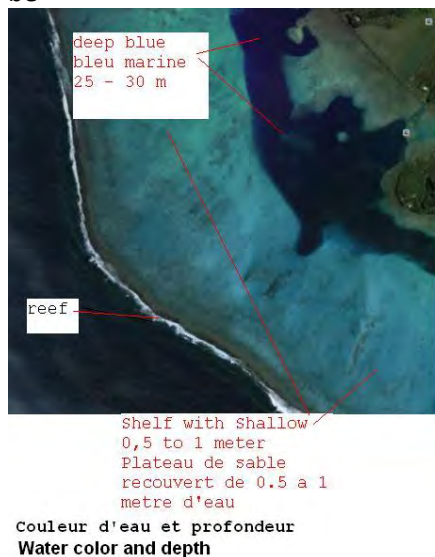 deep blue
bleu marine
25 - 30 m
reef
Shelf with Shallow
0,5 to 1 meter
Plateau de sable
recouvert de 0.5 a 1
metre d'eau
Couleur d'eau et profondeur
Water color and depth